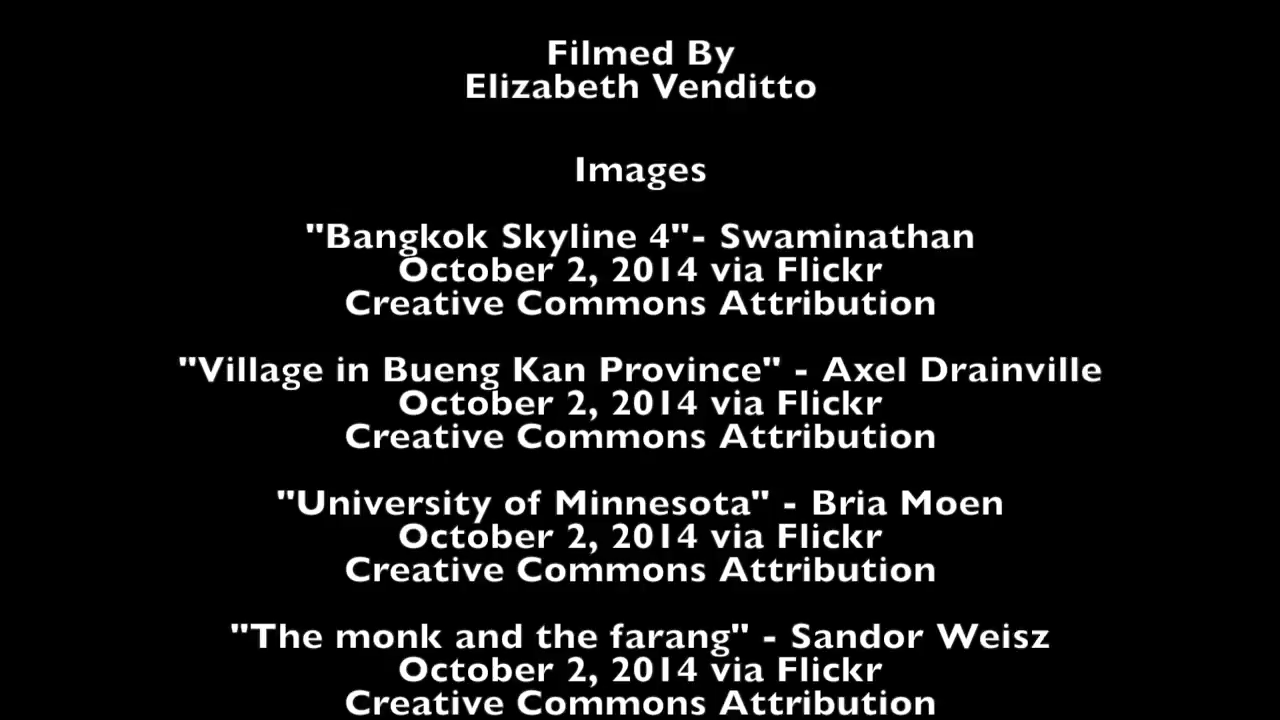 Filmed By
Elizabeth Venditto
Images
"Bangkok Skyline 4"- Swaminathan
October 2, 2014 via Flickr
Creative Commons Attribution
"Village in Bueng Kan Province" - Axel Drainville
October 2, 2014 via Flickr
Creative Commons Attribution
"University of Minnesota" - Bria Moen
October 2, 2014 via Flickr
Creative Commons Attribution
"The monk and the farang" - Sandor Weisz
October 2, 2014 via Flickr
Creative Commons Attribution